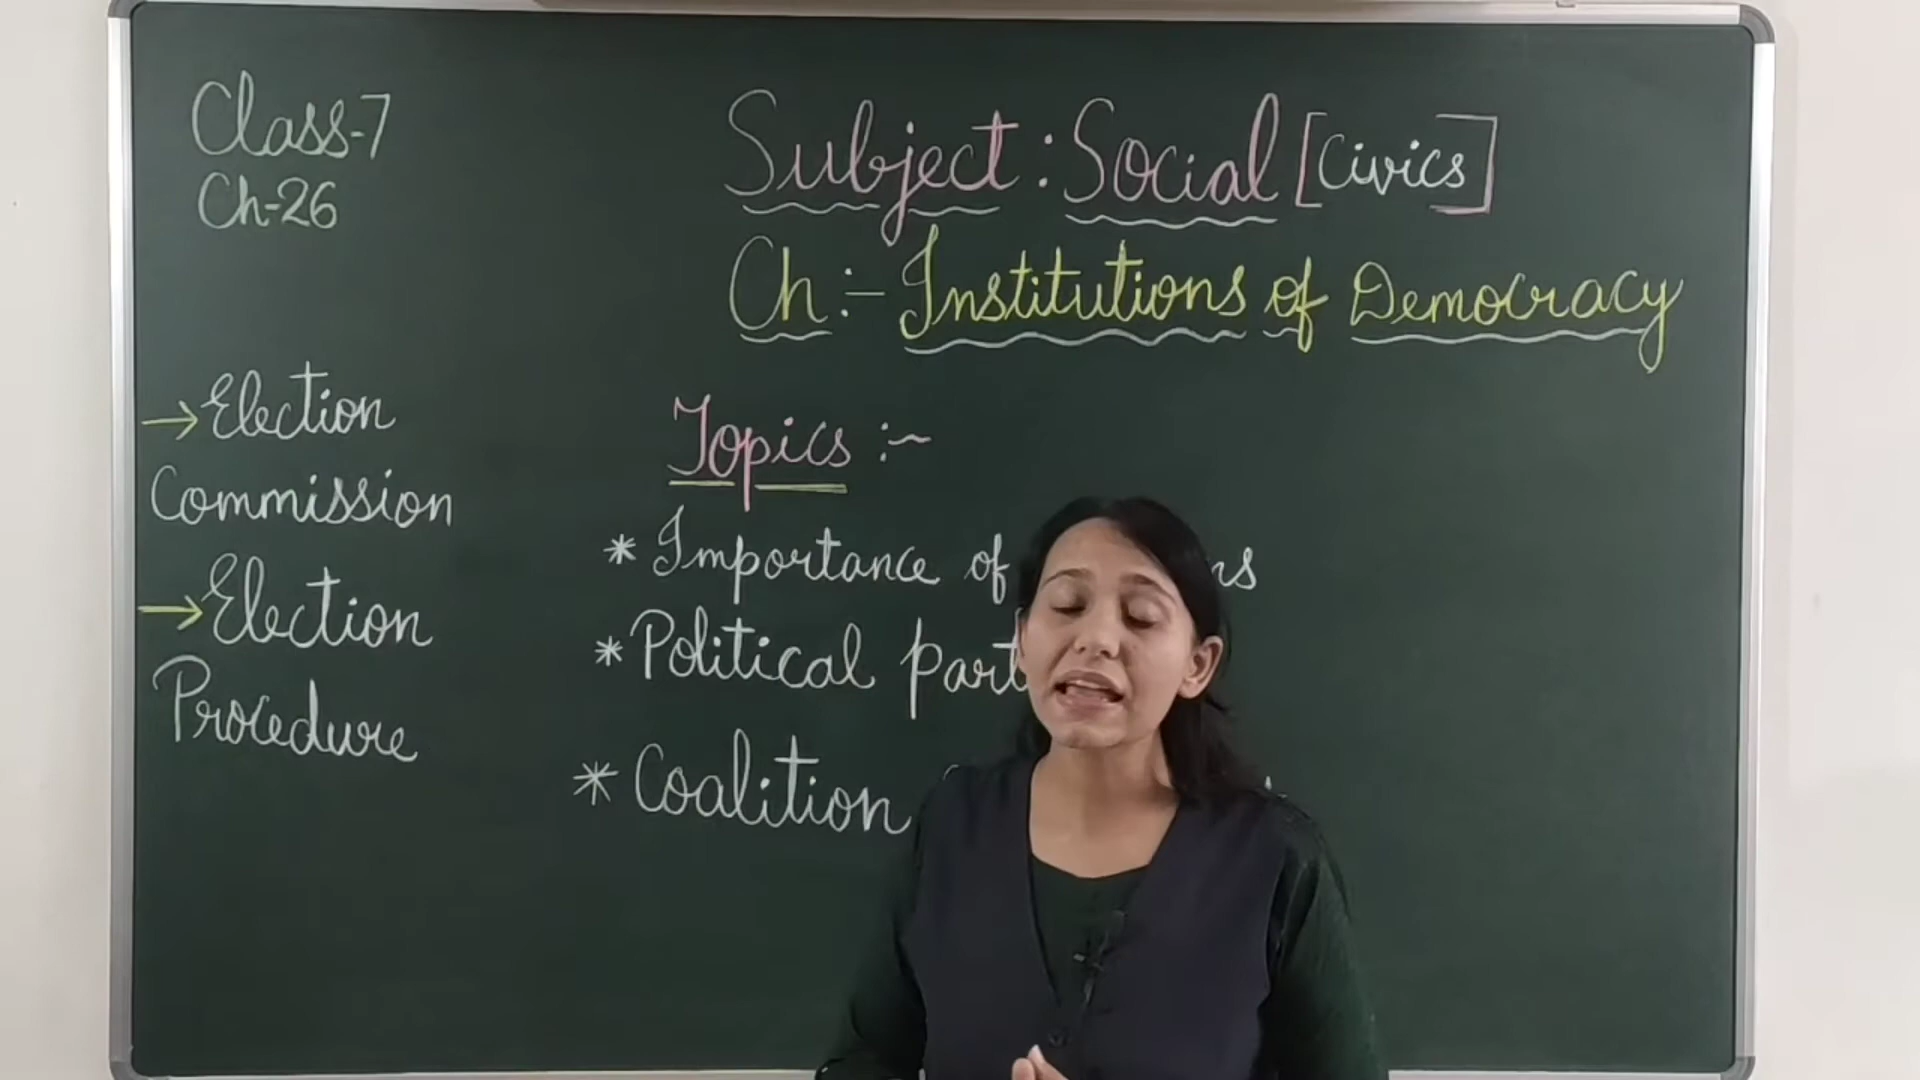 Class-7
Ch-26
Subject : Social [Civics]
Ch :- Institutions of Democracy
→ Election
Commission
→ Election
Procedure
Topics :-
* Importance of
* Political
* Coalition